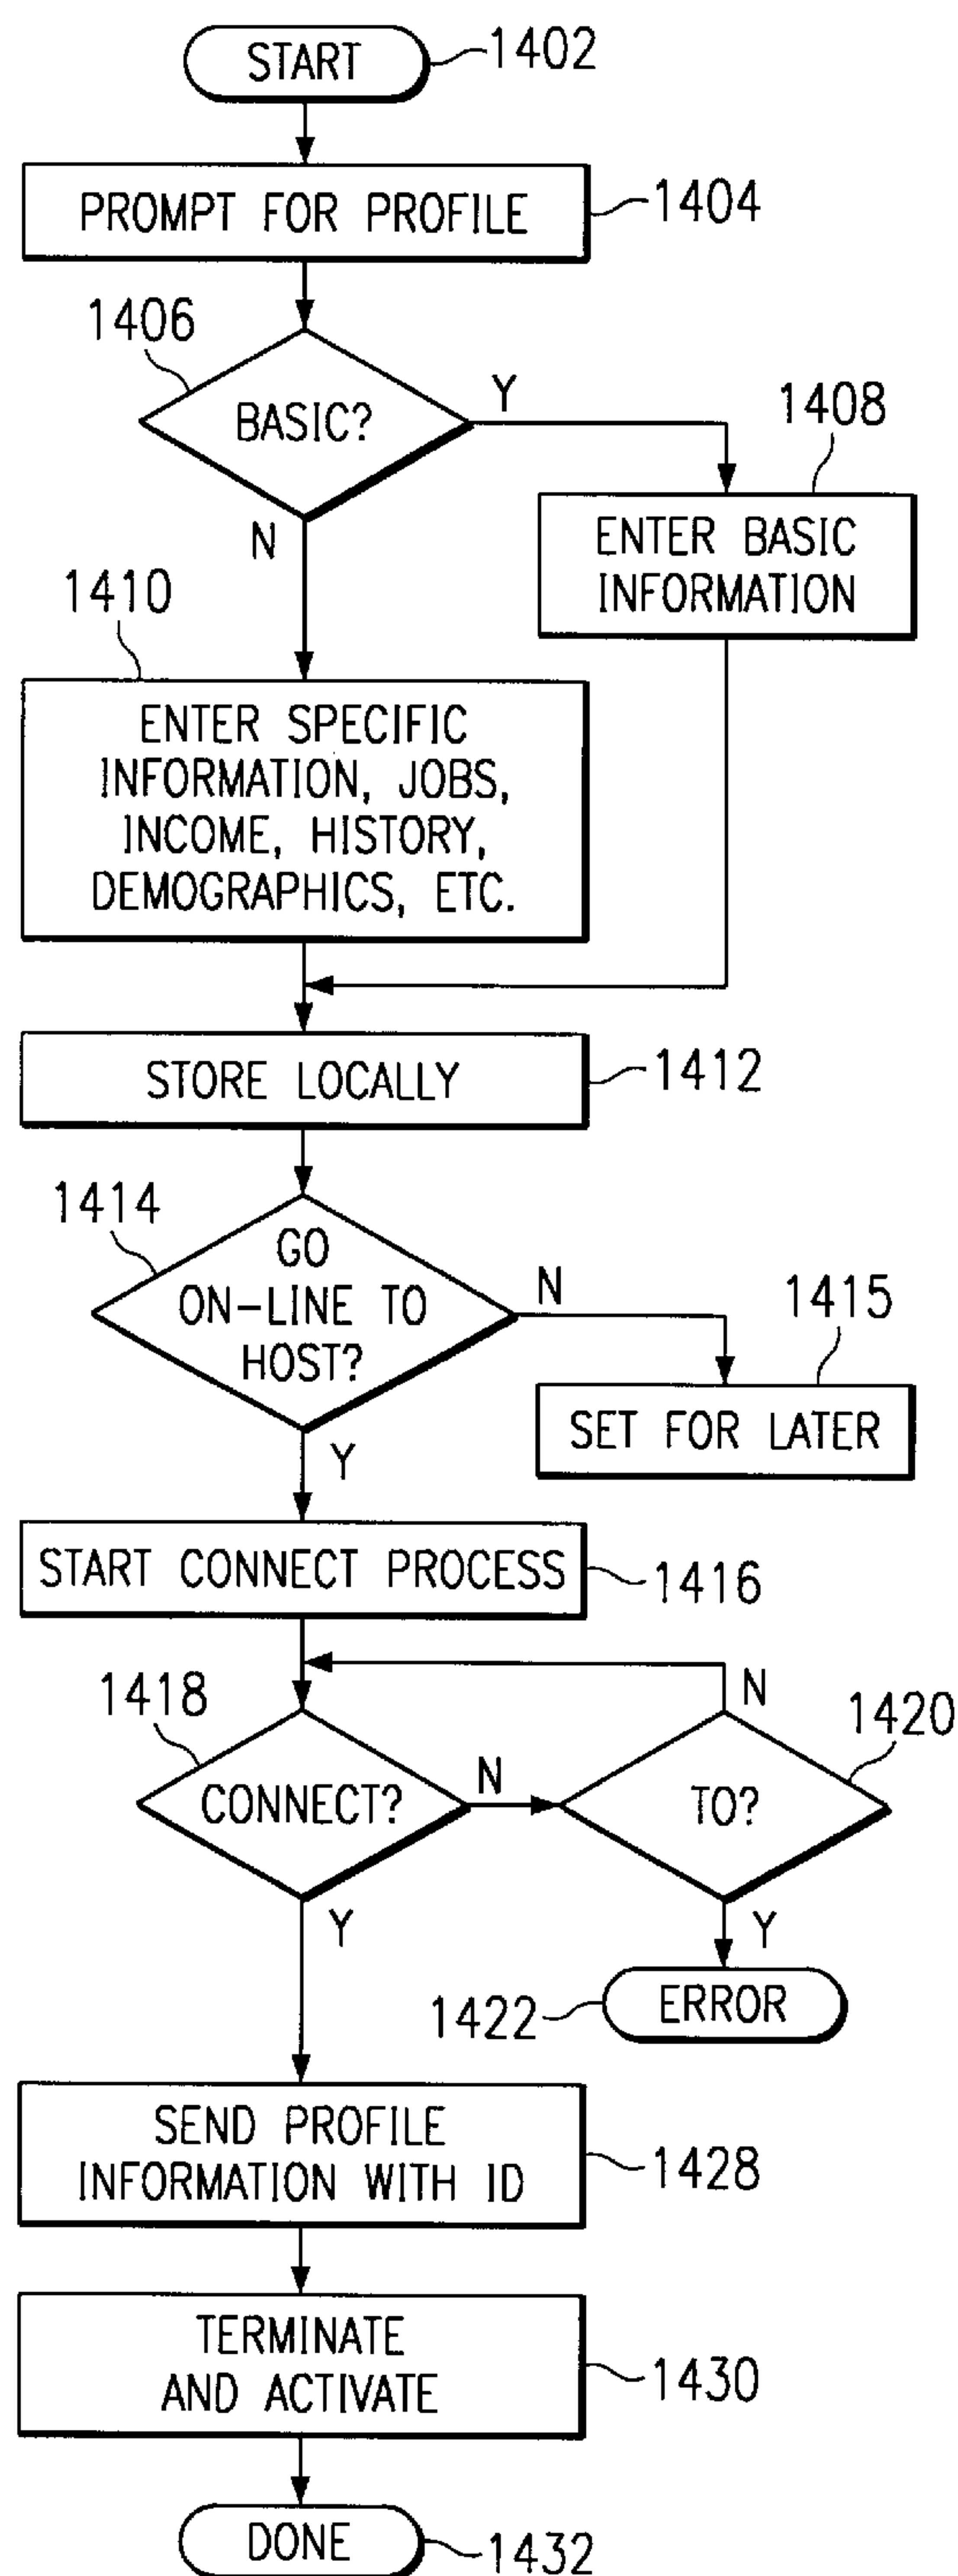 START
1402
PROMPT FOR PROFILE
1404
1406
BASIC?
Y
N
1408
ENTER BASIC
INFORMATION
1410
ENTER SPECIFIC
INFORMATION, JOBS,
INCOME, HISTORY,
DEMOGRAPHICS, ETC.
STORE LOCALLY
1412
1414
GO
ON-LINE TO
HOST?
N
Y
1415
SET FOR LATER
START CONNECT PROCESS
1416
1418
CONNECT?
N
Y
1420
TO?
N
Y
1422
ERROR
SEND PROFILE
INFORMATION WITH ID
1428
TERMINATE
AND ACTIVATE
1430
DONE
1432